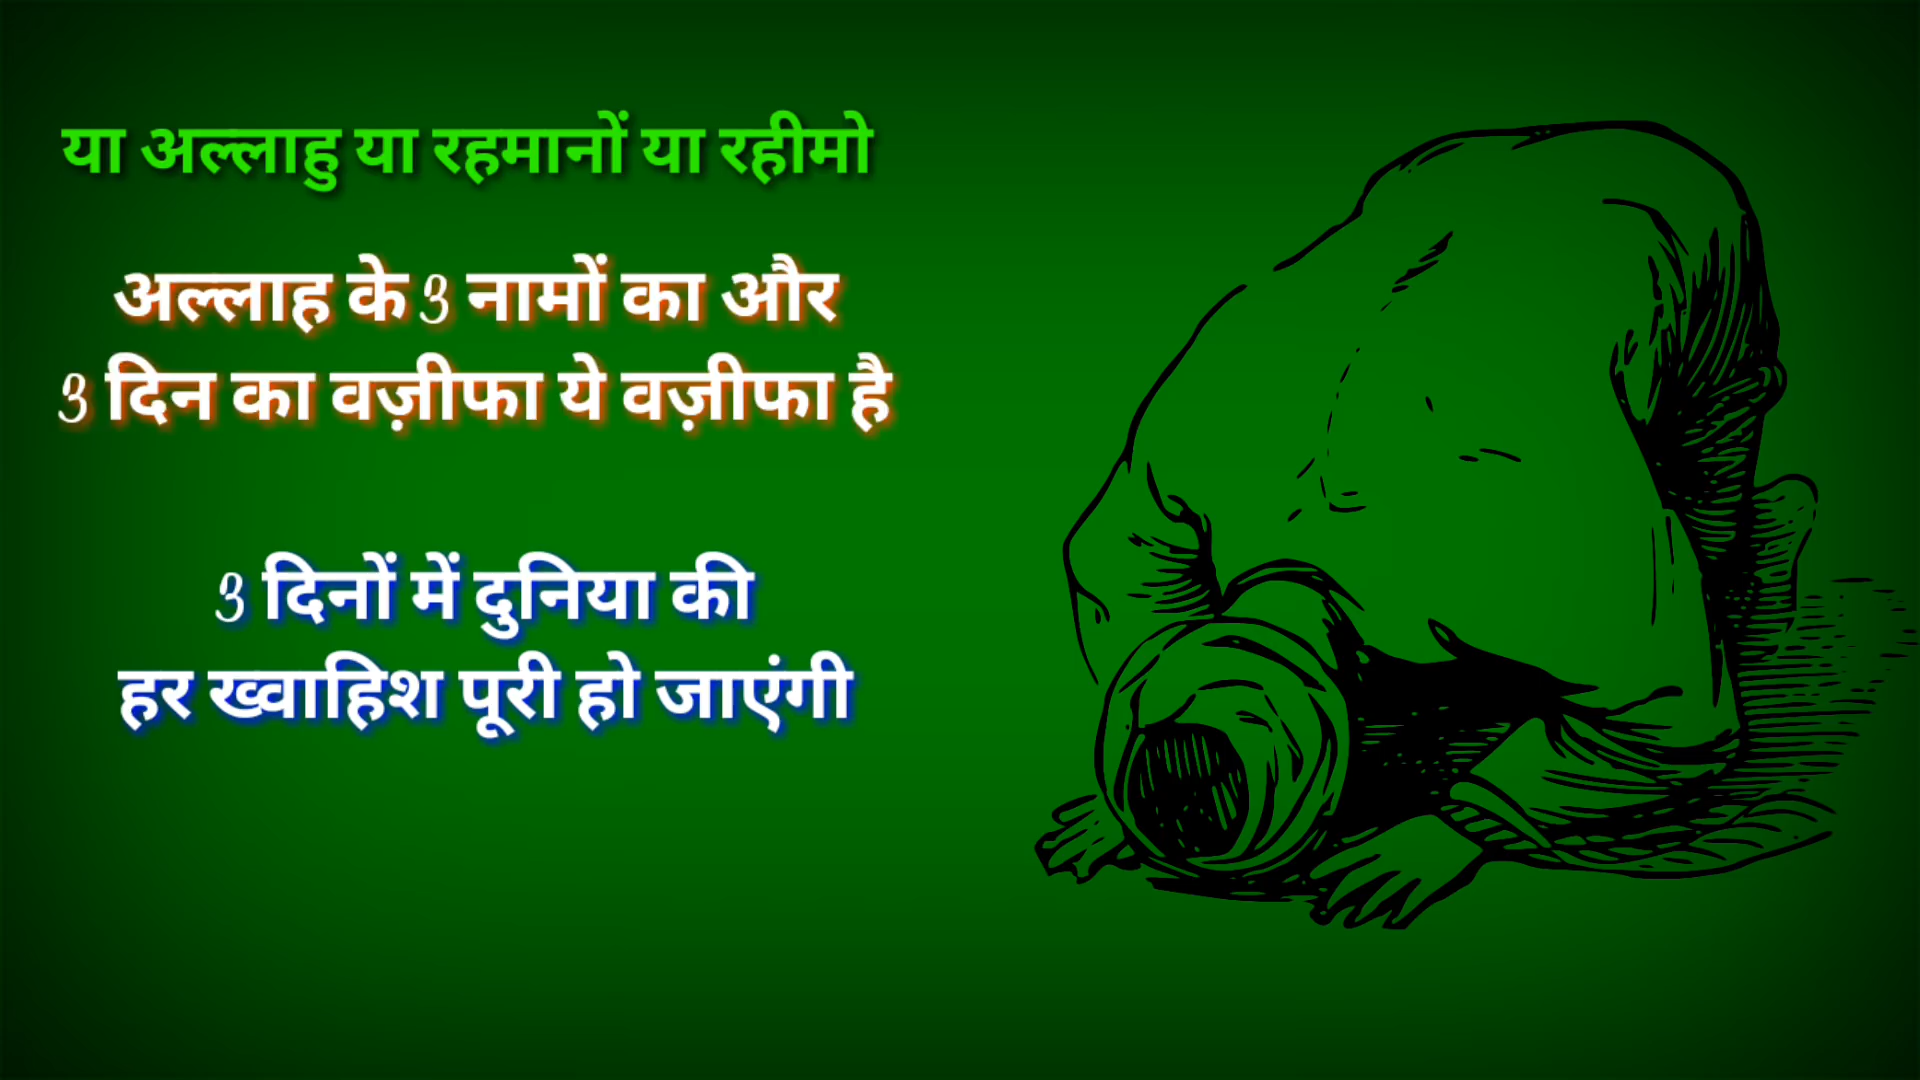 या अल्लाहु या रहमानों या रहीमो
अल्लाह के 3 नामों का और
3 दिन का वज़ीफा ये वज़ीफा है
3 दिनों में दुनिया की
हर ख्वाहिश पूरी हो जाएंगी